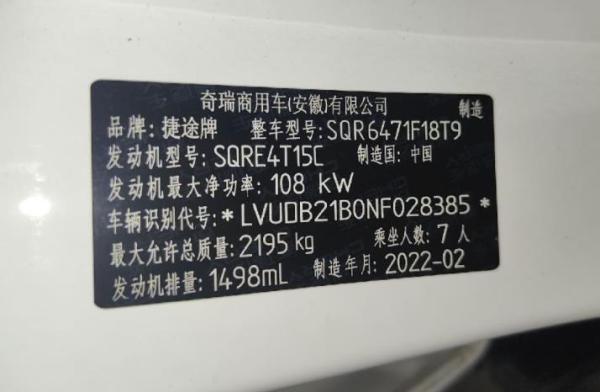 奇瑞商用车(安徽)有限公司 制造
品牌: 捷途牌 整车型号: SQR6471F18T9
发动机型号: SQRE4T15C 制造国: 中国
发动机最大净功率: 108 kW
车辆识别代号: *LVUDB21B0NF028385*
最大允许总质量: 2195 kg 乘坐人数: 7 人
发动机排量: 1498mL 制造年月: 2022-02